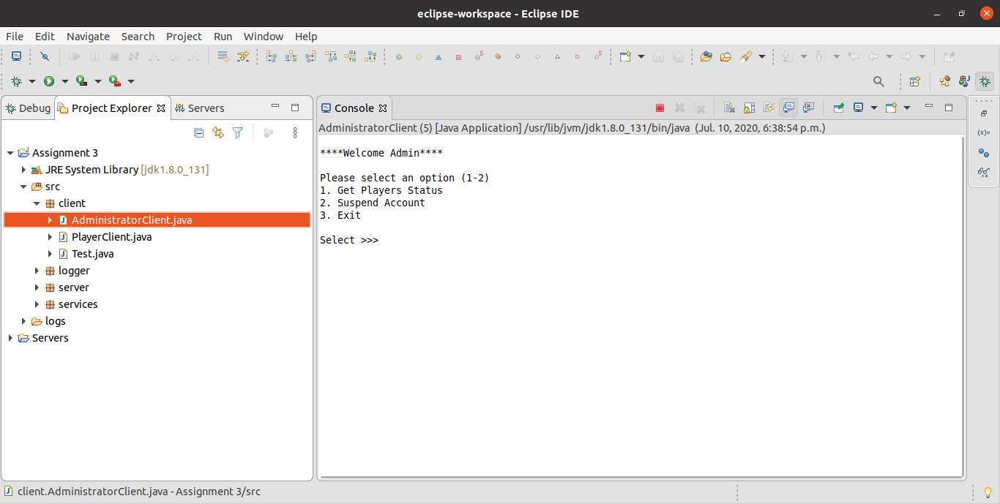 eclipse-workspace - Eclipse IDE
File Edit Navigate Search Project Run Window Help
Debug Project Explorer Servers
Assignment 3
JRE System Library [jdk1.8.0_131]
src
client
AdministratorClient.java
PlayerClient.java
Test.java
logger
server
services
logs
Servers
Console
AdministratorClient (5) [Java Application] /usr/lib/jvm/jdk1.8.0_131/bin/java (Jul. 10, 2020, 6:38:54 p.m.)
****Welcome Admin****
Please select an option (1-2)
1. Get Players Status
2. Suspend Account
3. Exit
Select >>>
(x)=
client.AdministratorClient.java - Assignment 3/src